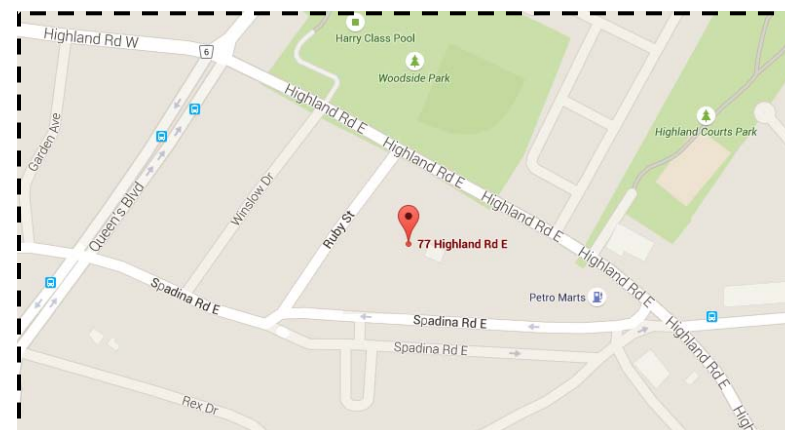 Highland Rd W
6
Harry Class Pool
Woodside Park
Garden Ave
Highland Rd E
Highland Courts Park
Highland Rd E
Queen's Blvd
Winslow Dr
Ruby St
Highland Rd E
77 Highland Rd E
Highland Rd E
Spadina Rd E
Petro Marts
Spadina Rd E
Highland Rd E
Spadina Rd E
Rex Dr
High